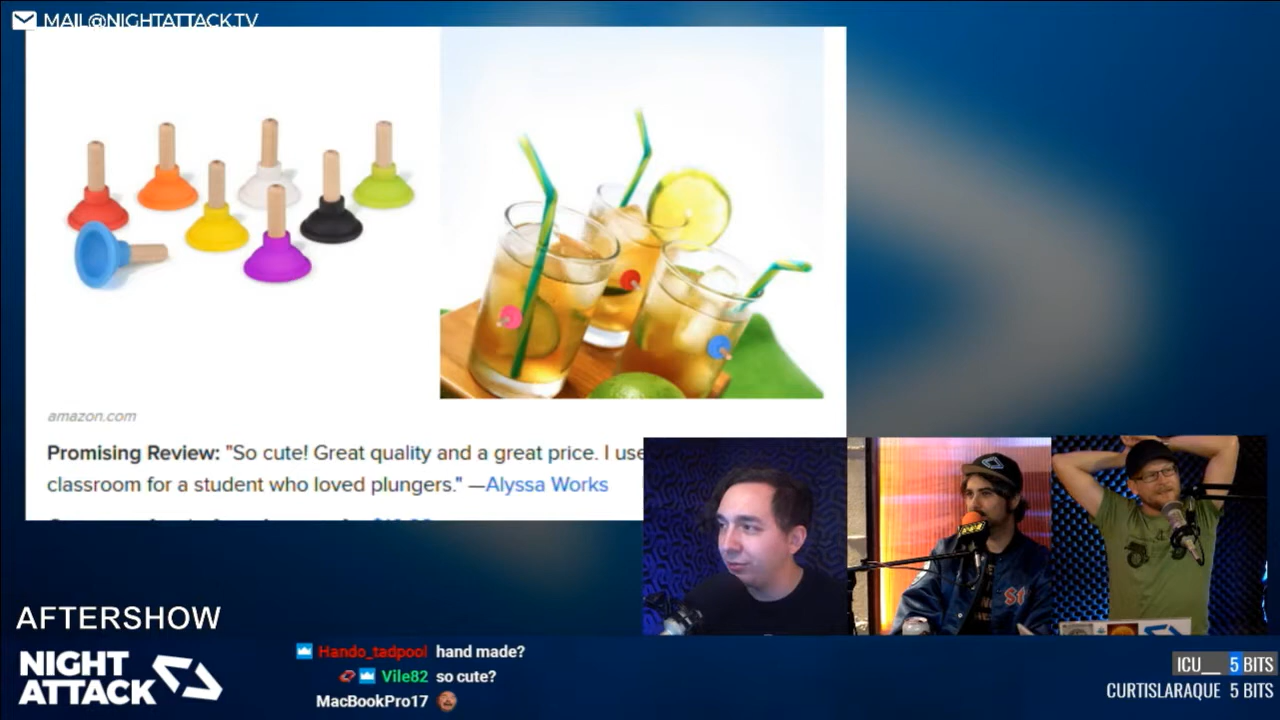 MAIL@NIGHTATTACK.TV
amazon.com
Promising Review: "So cute! Great quality and a great price. I use
classroom for a student who loved plungers." —Alyssa Works
AFTERSHOW
NIGHT
ATTACK
Hando_tadpool hand made?
Vile82 so cute?
MacBookPro17
ICU__ 5 BITS
CURTISLARAQUE 5 BITS
St